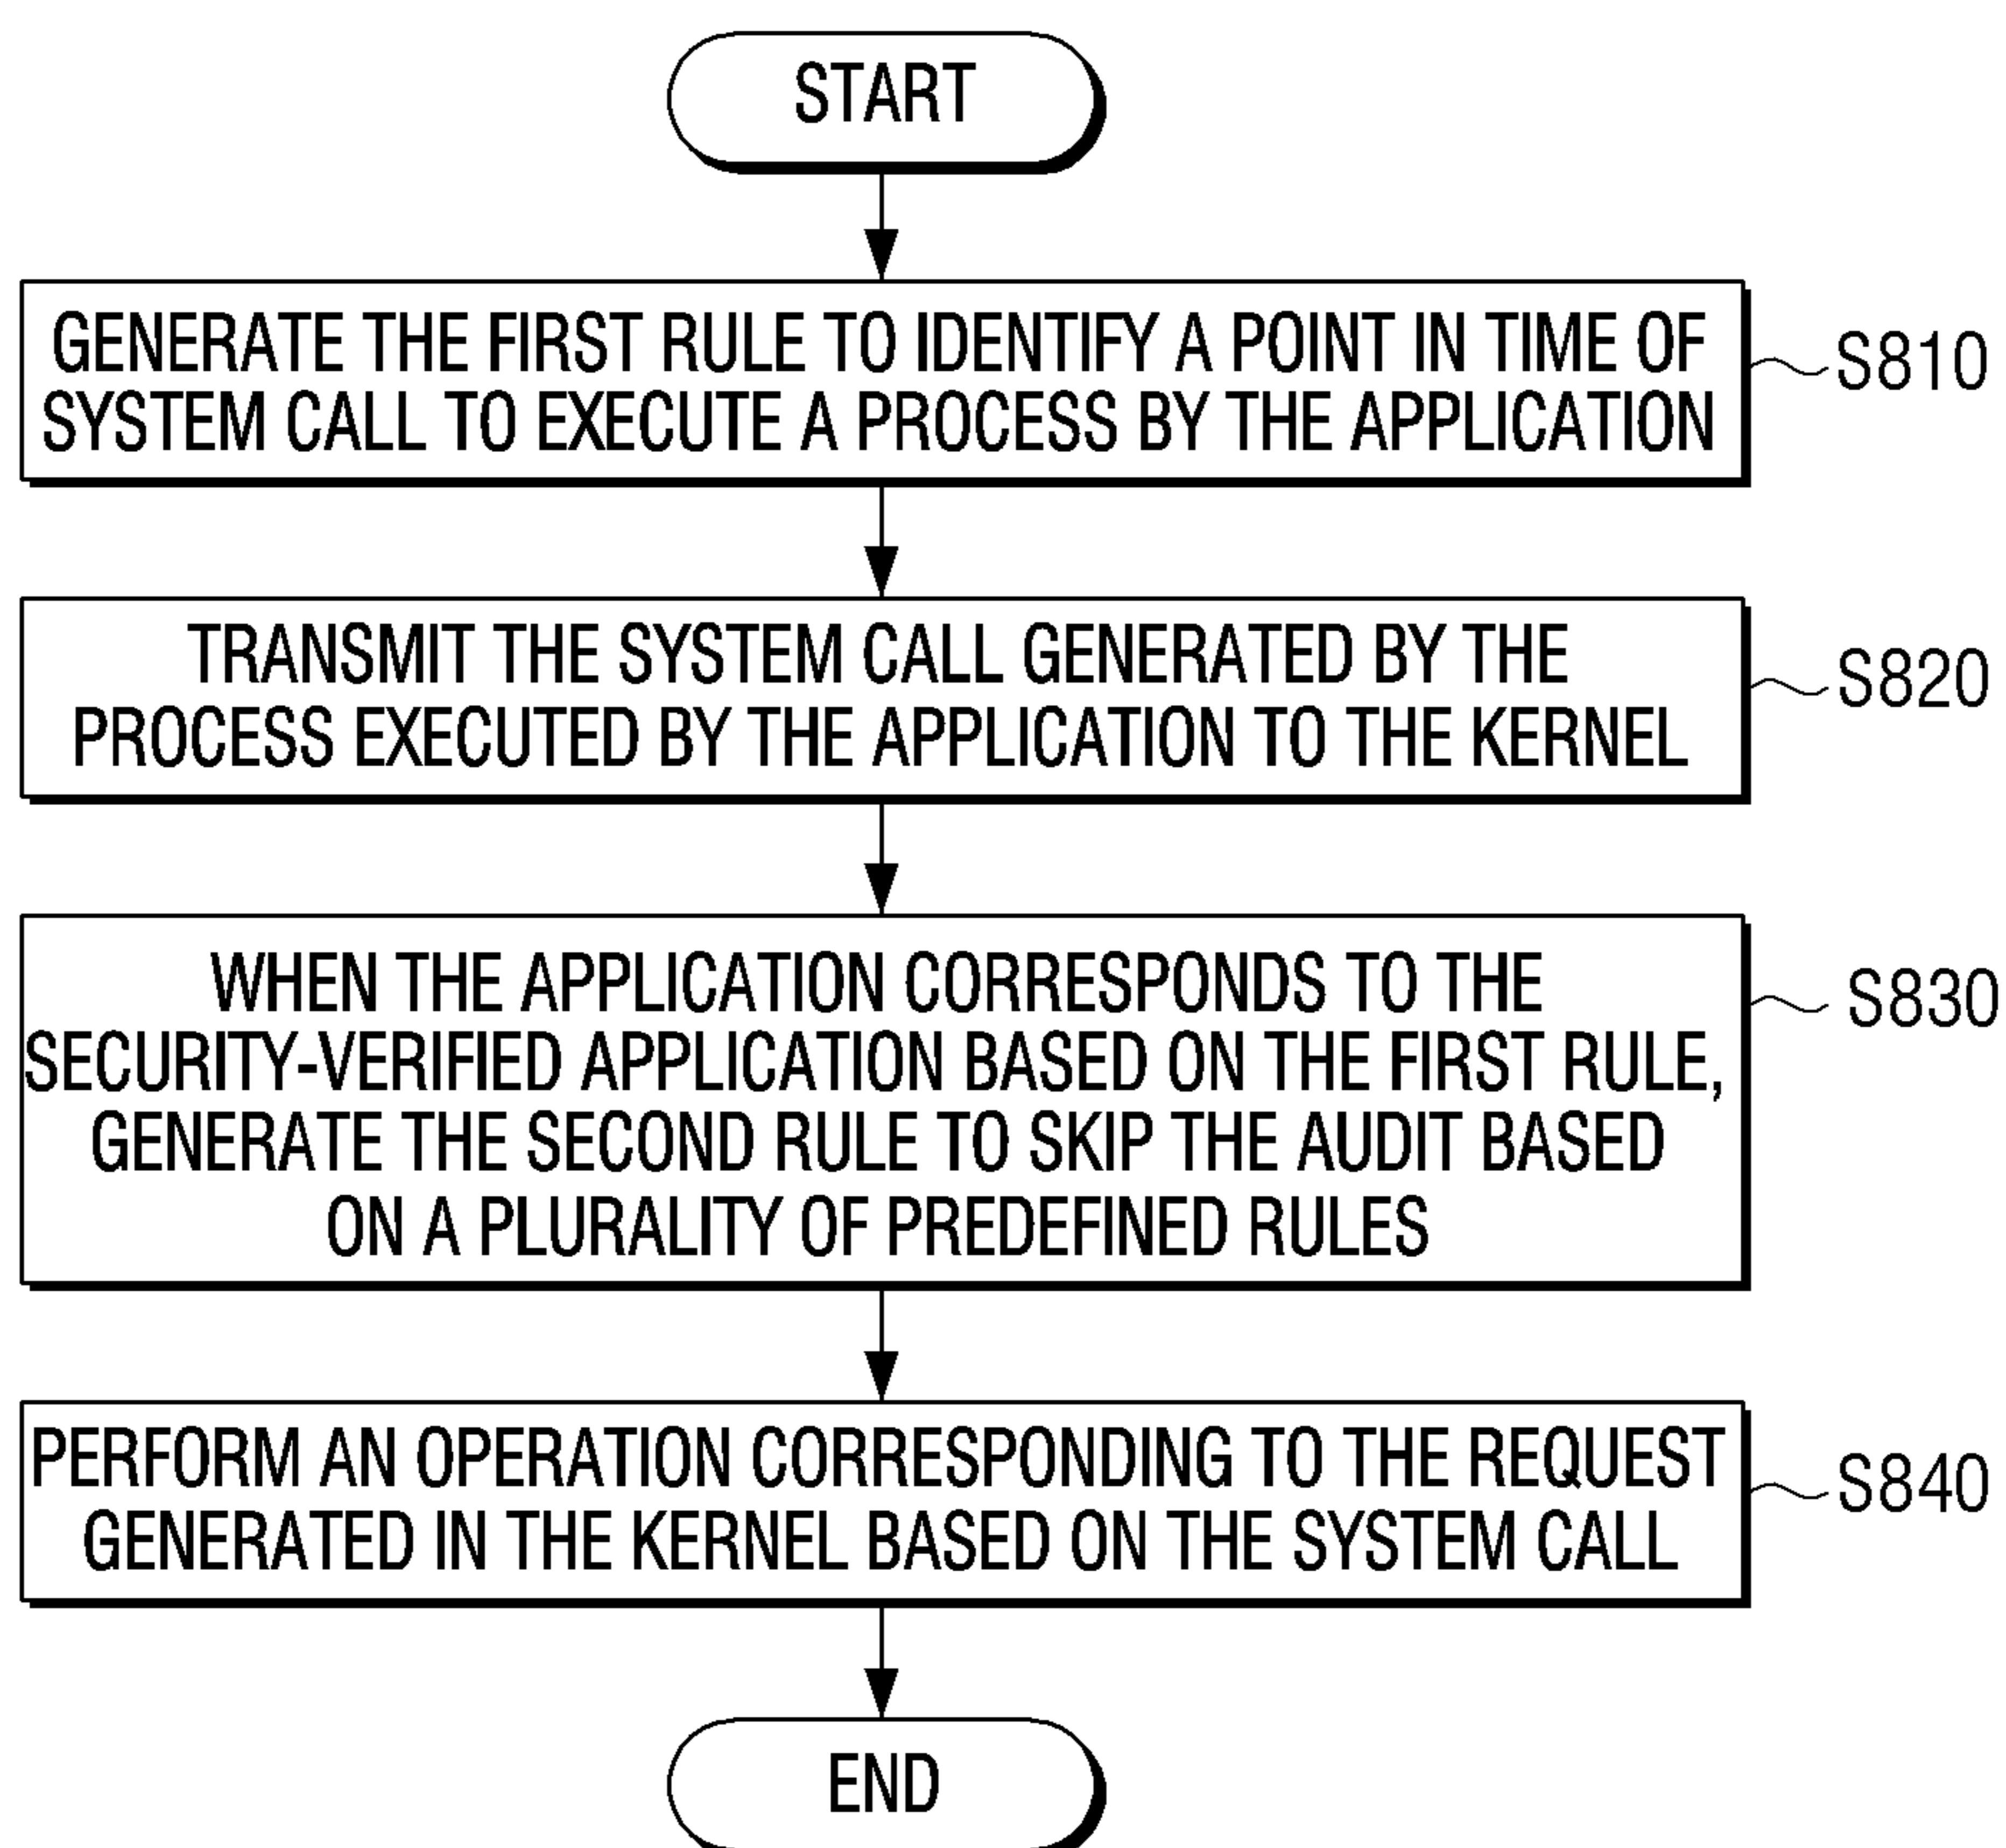 START
GENERATE THE FIRST RULE TO IDENTIFY A POINT IN TIME OF
SYSTEM CALL TO EXECUTE A PROCESS BY THE APPLICATION
S810
TRANSMIT THE SYSTEM CALL GENERATED BY THE
PROCESS EXECUTED BY THE APPLICATION TO THE KERNEL
S820
WHEN THE APPLICATION CORRESPONDS TO THE
SECURITY-VERIFIED APPLICATION BASED ON THE FIRST RULE,
GENERATE THE SECOND RULE TO SKIP THE AUDIT BASED
ON A PLURALITY OF PREDEFINED RULES
S830
PERFORM AN OPERATION CORRESPONDING TO THE REQUEST
GENERATED IN THE KERNEL BASED ON THE SYSTEM CALL
S840
END